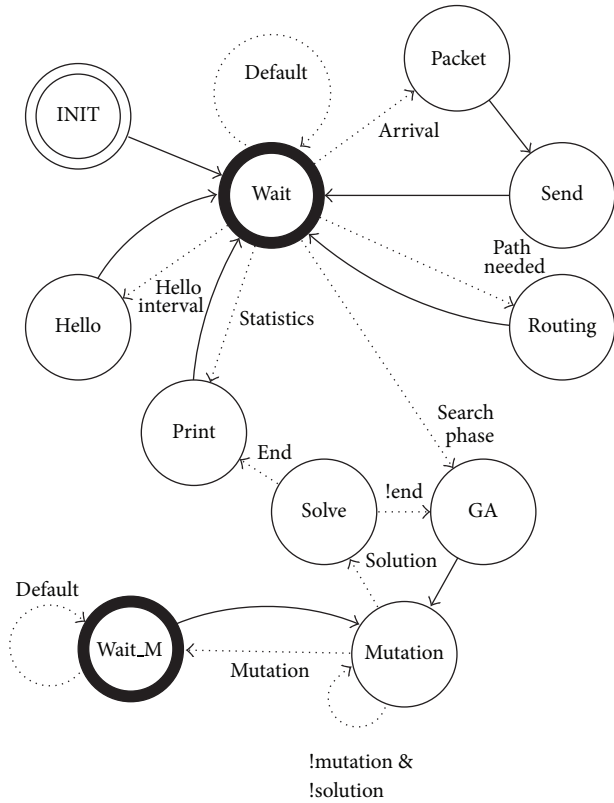 Packet
Default
INIT
Arrival
Wait
Send
Path
needed
Hello
interval
Statistics
Hello
Routing
Search
phase
Print
End
!end
Solve
GA
Solution
Default
Wait_M
Mutation
Mutation
!mutation &
!solution